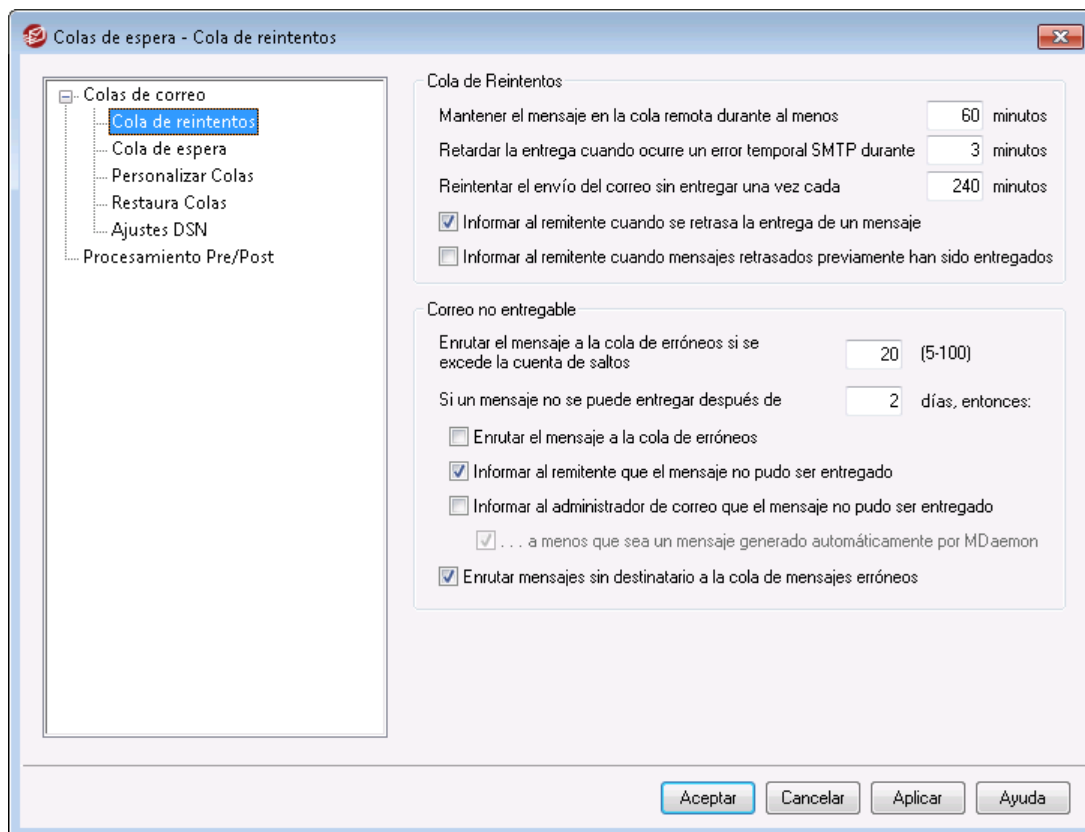 Colas de espera - Cola de reintentos
Colas de correo
Cola de reintentos
Cola de espera
Personalizar Colas
Restaura Colas
Ajustes DSN
Procesamiento Pre/Post
Cola de Reintentos
Mantener el mensaje en la cola remota durante al menos 60 minutos
Retardar la entrega cuando ocurre un error temporal SMTP durante 3 minutos
Reintentar el envío del correo sin entregar una vez cada 240 minutos
Informar al remitente cuando se retrasa la entrega de un mensaje
Informar al remitente cuando mensajes retrasados previamente han sido entregados
Correo no entregable
Enrutar el mensaje a la cola de erróneos si se
excede la cuenta de saltos 20 (5-100)
Si un mensaje no se puede entregar después de 2 días, entonces:
Enrutar el mensaje a la cola de erróneos
Informar al remitente que el mensaje no pudo ser entregado
Informar al administrador de correo que el mensaje no pudo ser entregado
. . . a menos que sea un mensaje generado automáticamente por MDaemon
Enrutar mensajes sin destinatario a la cola de mensajes erróneos
Aceptar Cancelar Aplicar Ayuda